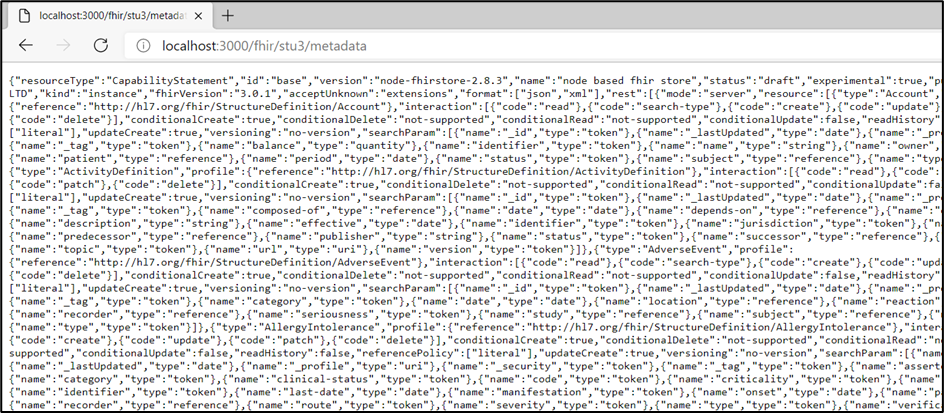 localhost:3000/fhir/stu3/metadata
localhost:3000/fhir/stu3/metadata
{"resourceType":"CapabilityStatement","id":"base","version":"node-fhirstore-2.8.3","name":"node based fhir store","status":"draft","experimental":true,"p
LTD","kind":"instance","fhirVersion":"3.0.1","acceptUnknown":"extensions","format":["json","xml"],"rest":[{"mode":"server","resource":[{"type":"Account",
{"reference":"http://hl7.org/fhir/StructureDefinition/Account"},"interaction":[{"code":"read"},{"code":"search-type"},{"code":"create"},{"code":"update"}
{"code":"delete"}],"conditionalCreate":true,"conditionalDelete":"not-supported","conditionalRead":"not-supported","conditionalUpdate":false,"readHistory"
["literal"],"updateCreate":true,"versioning":"no-version","searchParam":[{"name":"_id","type":"token"},{"name":"_lastUpdated","type":"date"},{"name":"_pr
{"name":"_tag","type":"token"},{"name":"balance","type":"quantity"},{"name":"identifier","type":"token"},{"name":"name","type":"string"},{"name":"owner",
{"name":"patient","type":"reference"},{"name":"period","type":"date"},{"name":"status","type":"token"},{"name":"subject","type":"reference"},{"name":"typ
{"type":"ActivityDefinition","profile":{"reference":"http://hl7.org/fhir/StructureDefinition/ActivityDefinition"},"interaction":[{"code":"read"},{"code":
{"code":"patch"},{"code":"delete"}],"conditionalCreate":true,"conditionalDelete":"not-supported","conditionalRead":"not-supported","conditionalUpdate":fa
["literal"],"updateCreate":true,"versioning":"no-version","searchParam":[{"name":"_id","type":"token"},{"name":"_lastUpdated","type":"date"},{"name":"_pr
{"name":"_tag","type":"token"},{"name":"composed-of","type":"reference"},{"name":"date","type":"date"},{"name":"depends-on","type":"reference"},{"name":"
{"name":"description","type":"string"},{"name":"effective","type":"date"},{"name":"identifier","type":"token"},{"name":"jurisdiction","type":"token"},{"n
{"name":"predecessor","type":"reference"},{"name":"publisher","type":"string"},{"name":"status","type":"token"},{"name":"successor","type":"reference"},{
{"name":"topic","type":"token"},{"name":"url","type":"uri"},{"name":"version","type":"token"}]},{"type":"AdverseEvent","profile":
{"reference":"http://hl7.org/fhir/StructureDefinition/AdverseEvent"},"interaction":[{"code":"read"},{"code":"search-type"},{"code":"create"},{"code":"upd
{"code":"delete"}],"conditionalCreate":true,"conditionalDelete":"not-supported","conditionalRead":"not-supported","conditionalUpdate":false,"readHistory"
["literal"],"updateCreate":true,"versioning":"no-version","searchParam":[{"name":"_id","type":"token"},{"name":"_lastUpdated","type":"date"},{"name":"_pr
{"name":"_tag","type":"token"},{"name":"category","type":"token"},{"name":"date","type":"date"},{"name":"location","type":"reference"},{"name":"reaction"
{"name":"recorder","type":"reference"},{"name":"seriousness","type":"token"},{"name":"study","type":"reference"},{"name":"subject","type":"reference"},{
{"name":"type","type":"token"}]},{"type":"AllergyIntolerance","profile":{"reference":"http://hl7.org/fhir/StructureDefinition/AllergyIntolerance"},"inter
{"code":"create"},{"code":"update"},{"code":"patch"},{"code":"delete"}],"conditionalCreate":true,"conditionalDelete":"not-supported","conditionalRead":"n
supported","conditionalUpdate":false,"readHistory":false,"referencePolicy":["literal"],"updateCreate":true,"versioning":"no-version","searchParam":[{"nam
{"name":"_lastUpdated","type":"date"},{"name":"_profile","type":"uri"},{"name":"_security","type":"token"},{"name":"_tag","type":"token"},{"name":"assert
{"name":"category","type":"token"},{"name":"clinical-status","type":"token"},{"name":"code","type":"token"},{"name":"criticality","type":"token"},{"name"
{"name":"identifier","type":"token"},{"name":"last-date","type":"date"},{"name":"manifestation","type":"token"},{"name":"onset","type":"date"},{"name":"p
{"name":"recorder","type":"reference"},{"name":"route","type":"token"},{"name":"severity","type":"token"},{"name":"type","type":"token"},{"name":"verific